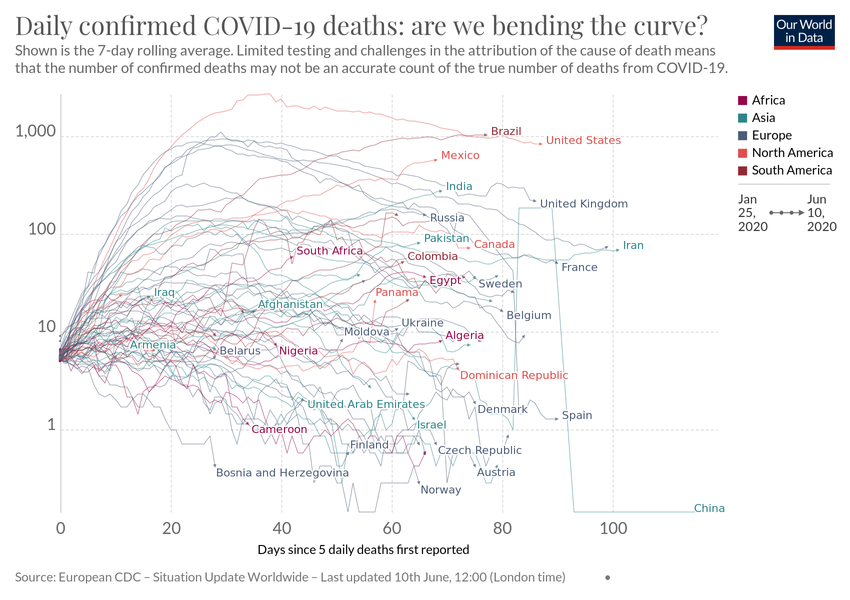 Daily confirmed COVID-19 deaths: are we bending the curve?
Shown is the 7-day rolling average. Limited testing and challenges in the attribution of the cause of death means
that the number of confirmed deaths may not be an accurate count of the true number of deaths from COVID-19.
Our World
in Data
Africa
Asia
Europe
North America
South America
Jan
25,
2020
Jun
10,
2020
1,000
100
10
1
Brazil
United States
Mexico
India
United Kingdom
Russia
Pakistan
Canada
Iran
South Africa
Colombia
France
Egypt
Sweden
Iraq
Panama
Afghanistan
Belgium
Ukraine
Moldova
Algeria
Armenia
Belarus
Nigeria
Dominican Republic
United Arab Emirates
Denmark
Spain
Israel
Cameroon
Finland
Czech Republic
Bosnia and Herzegovina
Austria
Norway
China
0
20
40
60
80
100
Days since 5 daily deaths first reported
Source: European CDC – Situation Update Worldwide – Last updated 10th June, 12:00 (London time)